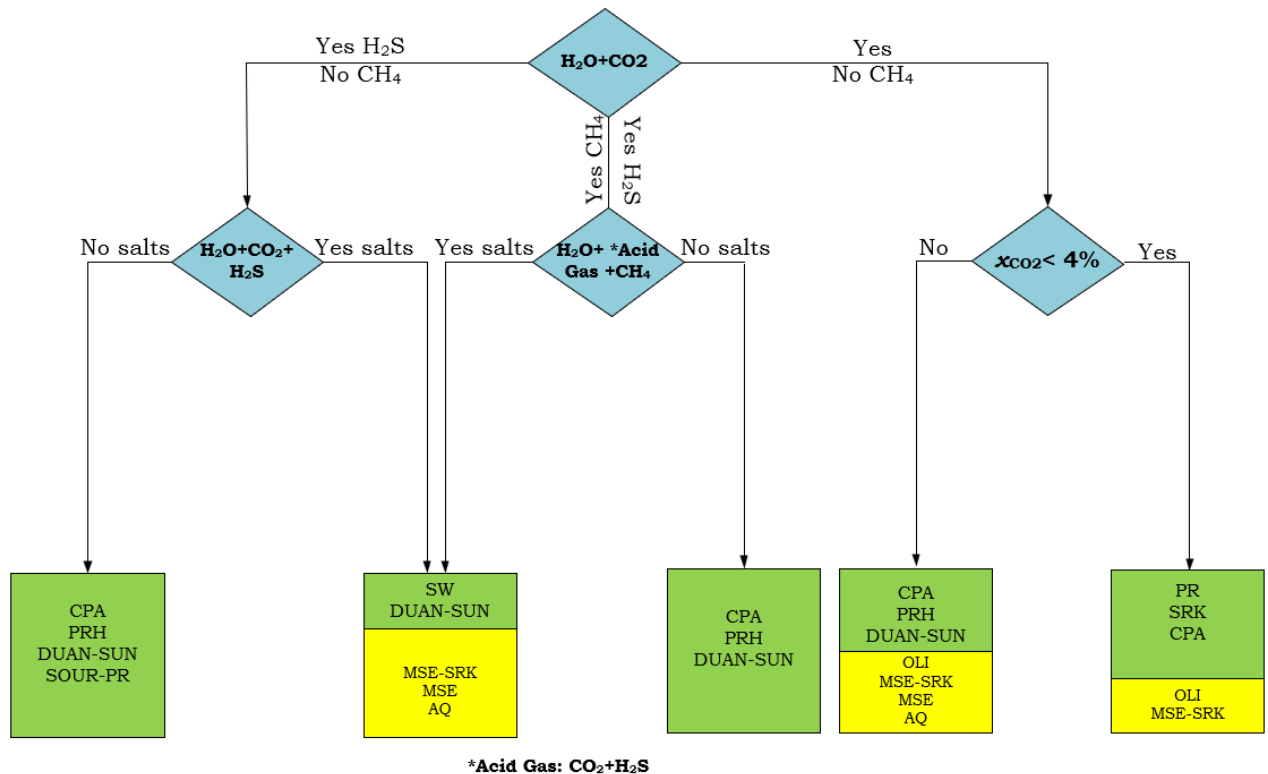 Yes H₂S
No CH₄
H₂O+CO2
Yes
No CH₄
Yes CH₄
Yes H₂S
No salts
H₂O+CO₂+
H₂S
Yes salts
Yes salts
H₂O+ *Acid
Gas +CH₄
No salts
No
xCO2< 4%
Yes
CPA
PRH
DUAN-SUN
SOUR-PR
SW
DUAN-SUN
MSE-SRK
MSE
AQ
CPA
PRH
DUAN-SUN
CPA
PRH
DUAN-SUN
OLI
MSE-SRK
MSE
AQ
PR
SRK
CPA
OLI
MSE-SRK
*Acid Gas: CO₂+H₂S